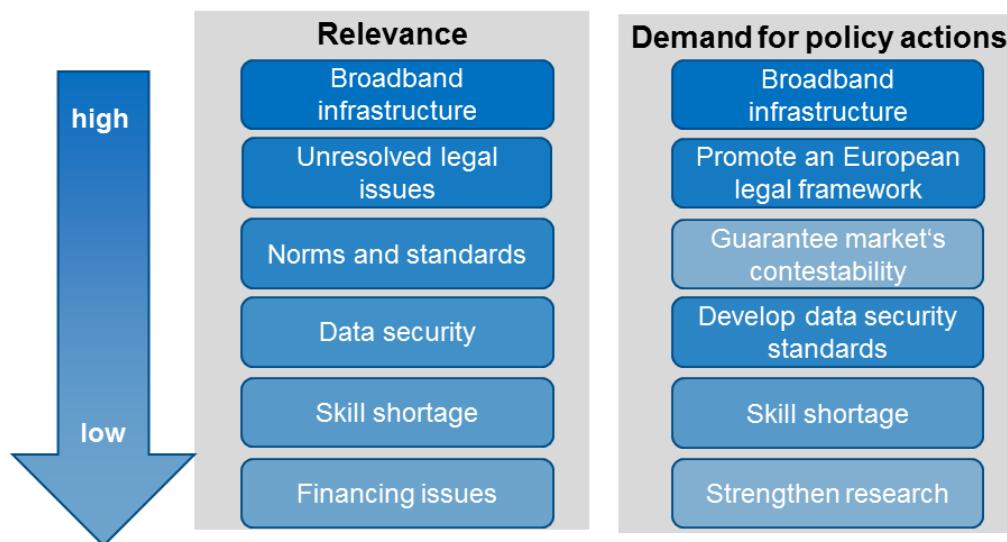 high
low
Relevance
Broadband
infrastructure
Unresolved legal
issues
Norms and standards
Data security
Skill shortage
Financing issues
Demand for policy actions
Broadband
infrastructure
Promote an European
legal framework
Guarantee market‘s
contestability
Develop data security
standards
Skill shortage
Strengthen research